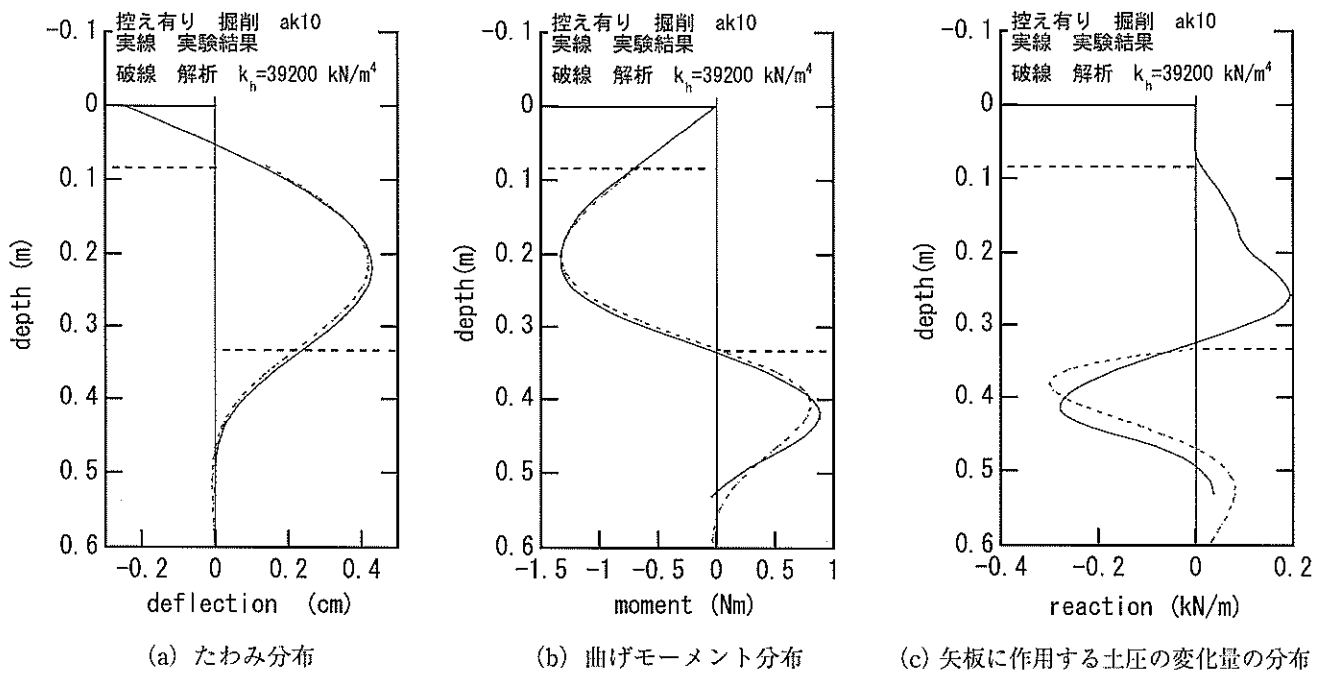 控え有り 掘削 ak10
実線 実験結果
破線 解析 k_h=39200 kN/m⁴
-0.1
0
0.1
0.2
0.3
0.4
0.5
0.6
depth (m)
-0.2 0 0.2 0.4
deflection (cm)
(a) たわみ分布
控え有り 掘削 ak10
実線 実験結果
破線 解析 k_h=39200 kN/m⁴
-0.1
0
0.1
0.2
0.3
0.4
0.5
0.6
depth(m)
-1.5 -1 -0.5 0 0.5 1
moment (Nm)
(b) 曲げモーメント分布
控え有り 掘削 ak10
実線 実験結果
破線 解析 k_h=39200 kN/m⁴
-0.1
0
0.1
0.2
0.3
0.4
0.5
0.6
depth(m)
-0.4 -0.2 0 0.2
reaction (kN/m)
(c) 矢板に作用する土圧の変化量の分布